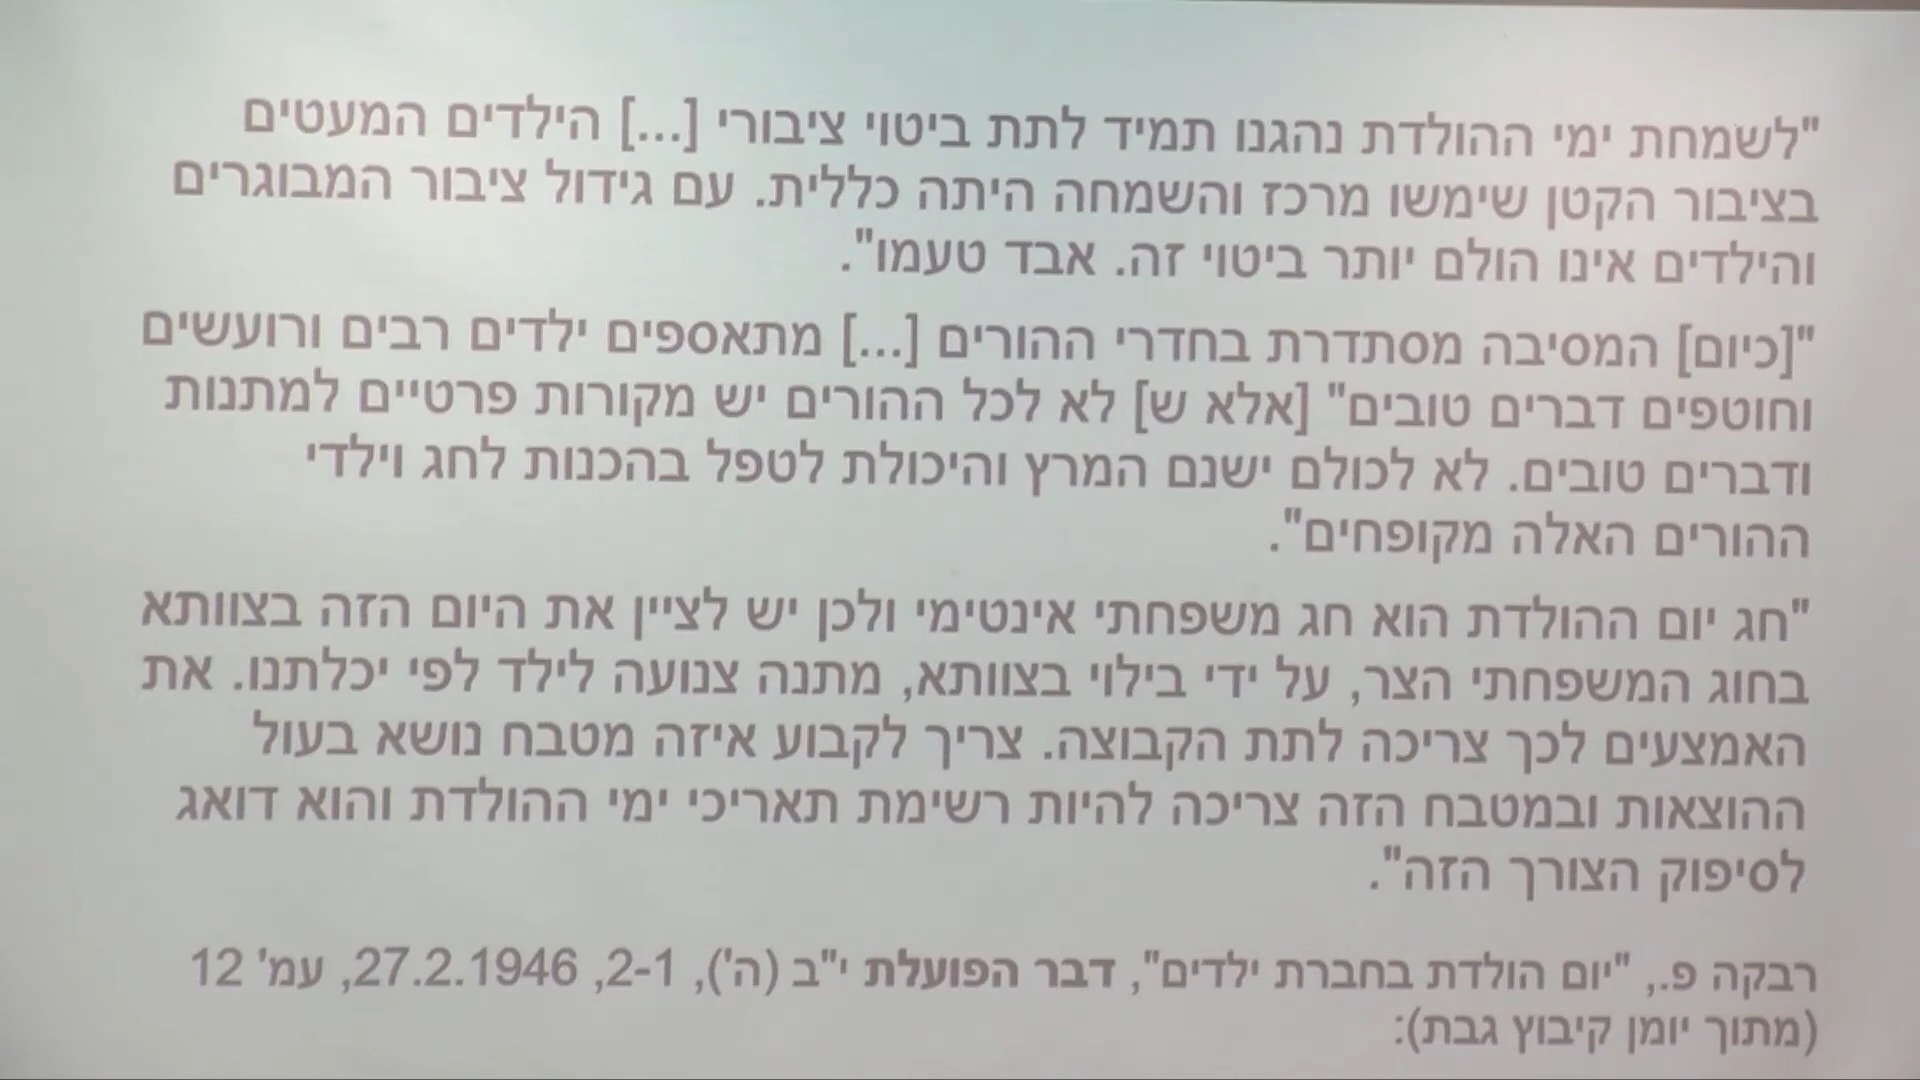 "לשמחת ימי ההולדת נהגנו תמיד לתת ביטוי ציבורי [...] הילדים המעטים
בציבור הקטן שימשו מרכז והשמחה היתה כללית. עם גידול ציבור המבוגרים
והילדים אינו הולם יותר ביטוי זה. אבד טעמו".
"[כיום] המסיבה מסתדרת בחדרי ההורים [...] מתאספים ילדים רבים ורועשים
וחוטפים דברים טובים" [אלא ש] לא לכל ההורים יש מקורות פרטיים למתנות
ודברים טובים. לא לכולם ישנם המרץ והיכולת לטפל בהכנות לחג וילדי
ההורים האלה מקופחים".
"חג יום ההולדת הוא חג משפחתי אינטימי ולכן יש לציין את היום הזה בצוותא
בחוג המשפחתי הצר, על ידי בילוי בצוותא, מתנה צנועה לילד לפי יכלתנו. את
האמצעים לכך צריכה לתת הקבוצה. צריך לקבוע איזה מטבח נושא בעול
ההוצאות ובמטבח הזה צריכה להיות רשימת תאריכי ימי ההולדת והוא דואג
לסיפוק הצורך הזה".
רבקה פ., "יום הולדת בחברת ילדים", דבר הפועלת י"ב (ה'), 2-1, 27.2.1946, עמ' 12
(מתוך יומן קיבוץ גבת):